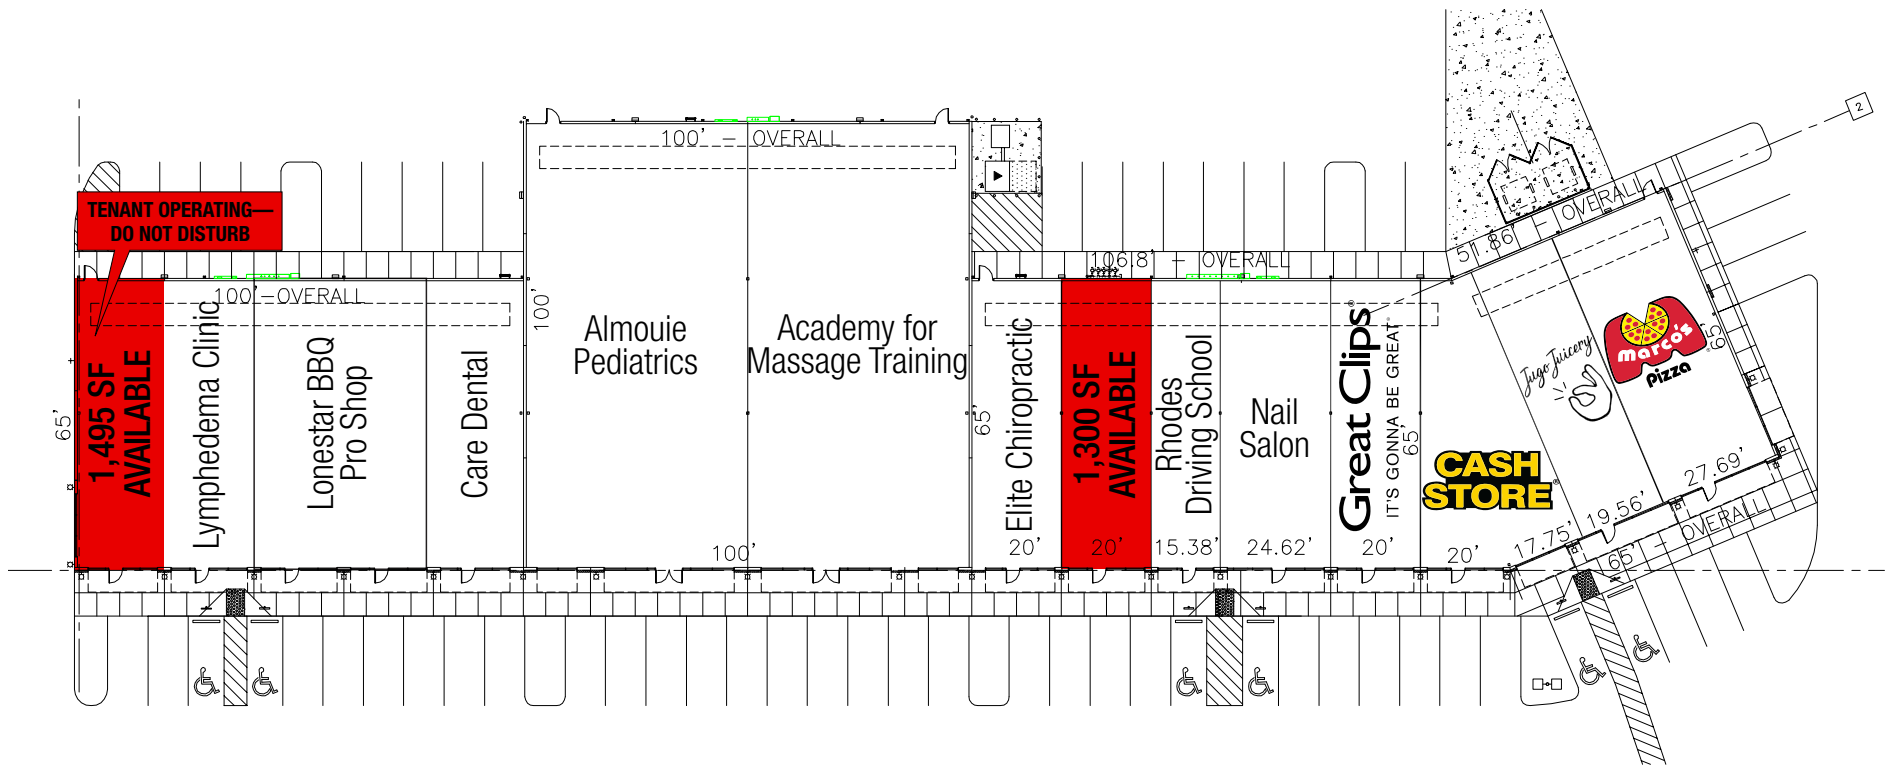 100' - OVERALL
2
TENANT OPERATING—
DO NOT DISTURB
OVERALL
51.86'
106.8' - OVERALL
100'-OVERALL
100'
65'
1,495 SF
AVAILABLE
Lymphedema Clinic
Lonestar BBQ
Pro Shop
Care Dental
Almouie
Pediatrics
Academy for
Massage Training
65'
Elite Chiropractic
1,300 SF
AVAILABLE
Rhodes
Driving School
Nail
Salon
Great Clips®
IT'S GONNA BE GREAT®
65'
CASH
STORE®
Jugo Juicery
Marco's®
Pizza
65'
100'
20'
20'
15.38'
24.62'
20'
20'
17.75'
19.56'
27.69'
65' - OVERALL